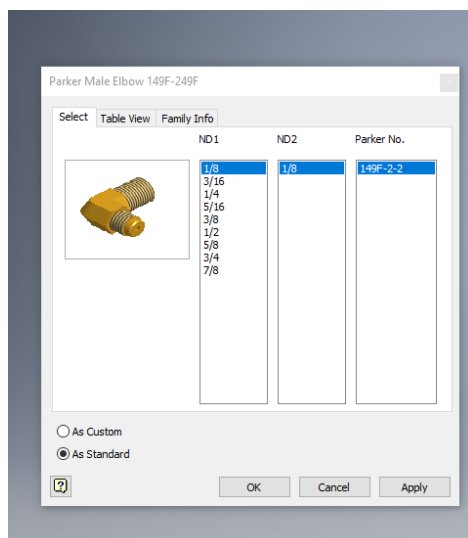 Parker Male Elbow 149F-249F
Select Table View Family Info
ND1 ND2 Parker No.
1/8 1/8 149F-2-2
3/16
1/4
5/16
3/8
1/2
5/8
3/4
7/8
As Custom
As Standard
? OK Cancel Apply